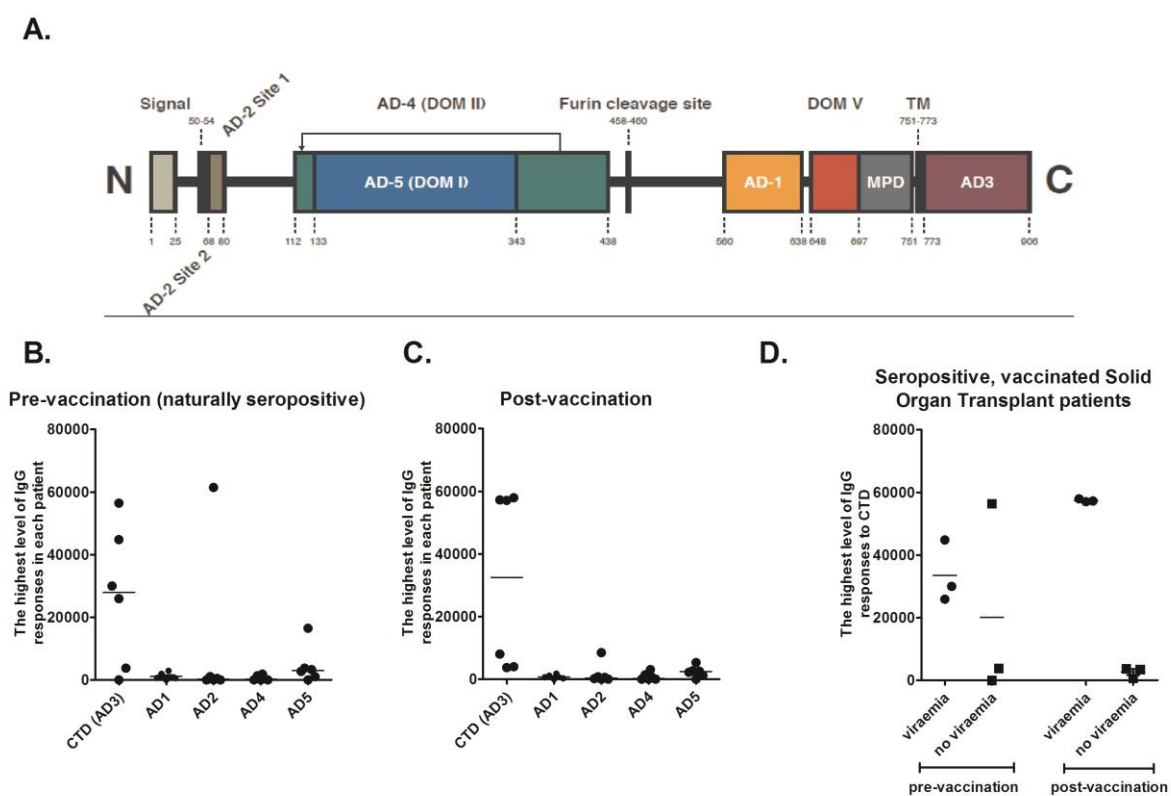 A.
Signal
50-54
AD-2 Site 1
AD-4 (DOM II)
Furin cleavage site
458-460
DOM V
TM
751-773
N
AD-5 (DOM I)
AD-1
MPD
AD3
C
1
25
68
80
112
133
343
438
560
638
648
697
751
773
906
AD-2 Site 2
B.
Pre-vaccination (naturally seropositive)
The highest level of IgG
responses in each patient
80000
60000
40000
20000
0
CTD (AD3)
AD1
AD2
AD4
AD5
C.
Post-vaccination
The highest level of IgG
responses in each patient
80000
60000
40000
20000
0
CTD (AD3)
AD1
AD2
AD4
AD5
D.
Seropositive, vaccinated Solid
Organ Transplant patients
The highest level of IgG
responses to CTD
80000
60000
40000
20000
0
viraemia
no viraemia
viraemia
no viraemia
pre-vaccination
post-vaccination